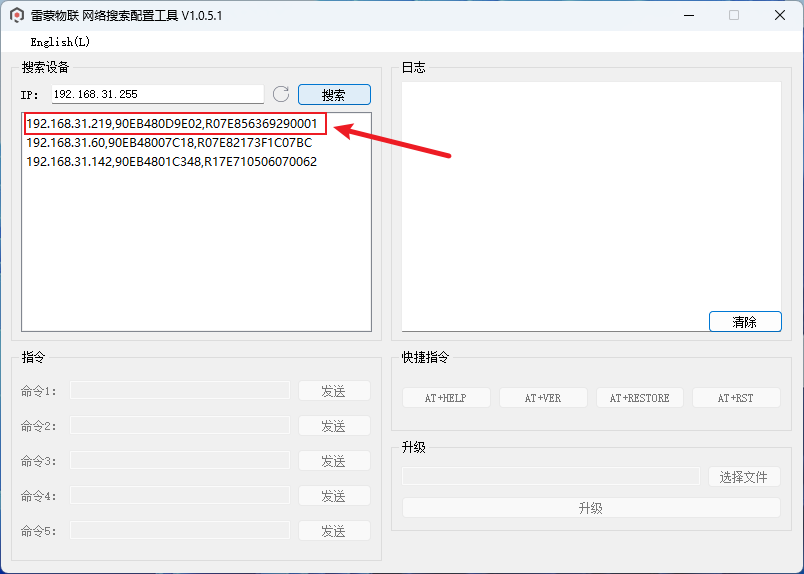 雷蒙物联 网络搜索配置工具 V1.0.5.1
English(L)
搜索设备
IP: 192.168.31.255 搜索
192.168.31.219,90EB480D9E02,R07E856369290001
192.168.31.60,90EB48007C18,R07E82173F1C07BC
192.168.31.142,90EB4801C348,R17E710506070062
日志
清除
指令
命令1: 发送
命令2: 发送
命令3: 发送
命令4: 发送
命令5: 发送
快捷指令
AT+HELP AT+VER AT+RESTORE AT+RST
升级
选择文件
升级